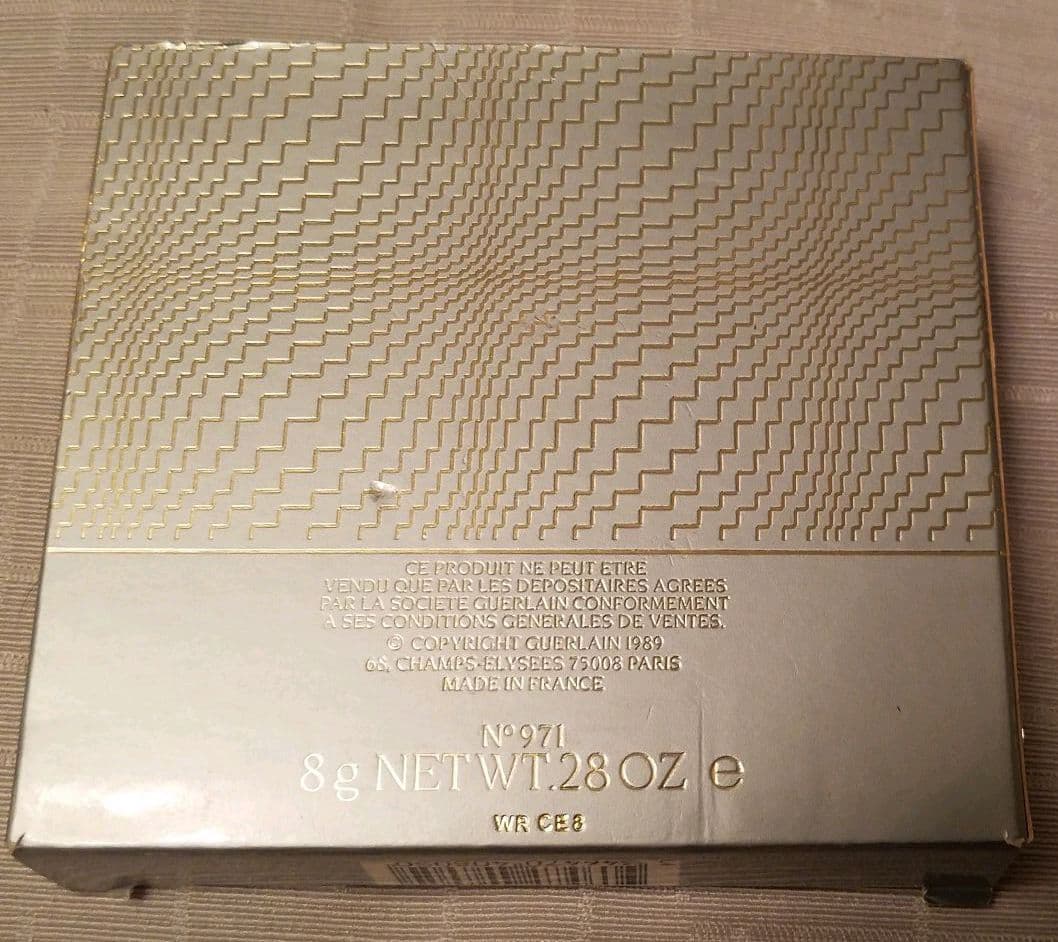 CE PRODUIT NE PEUT ETRE
VENDU QUE PAR LES DEPOSITAIRES AGREES
PAR LA SOCIETE GUERLAIN CONFORMEMENT
A SES CONDITIONS GENERALES DE VENTES.
© COPYRIGHT GUERLAIN 1989
68, CHAMPS-ELYSEES 75008 PARIS
MADE IN FRANCE
Nº 971
8 g NET WT. .28 OZ e
WR CE8